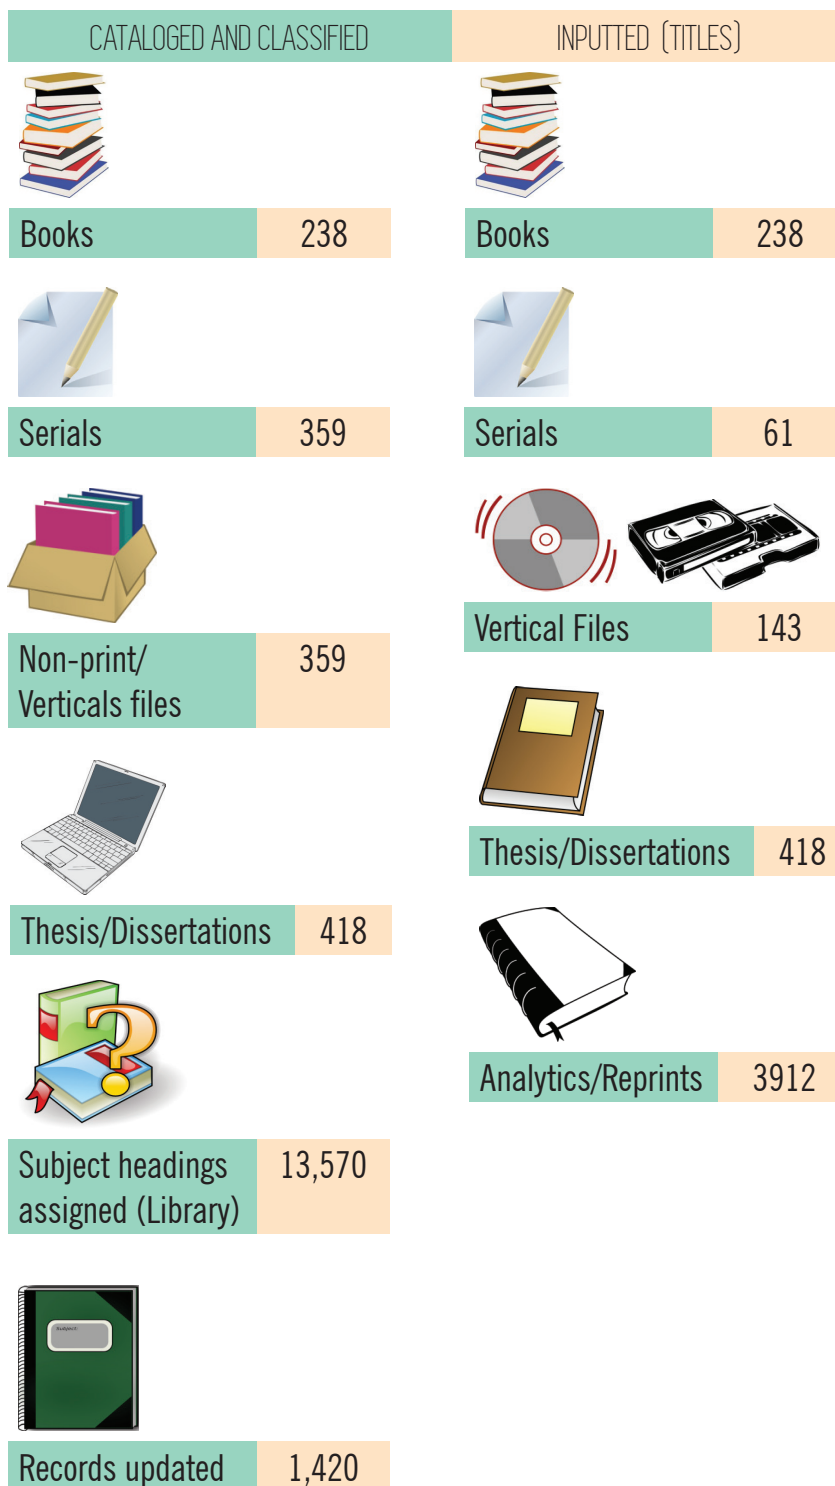 CATALOGED AND CLASSIFIED
Books 238
Serials 359
Non-print/ 359
Verticals files
Thesis/Dissertations 418
Subject headings 13,570
assigned (Library)
Subject:
Records updated 1,420
INPUTTED (TITLES)
Books 238
Serials 61
Vertical Files 143
Thesis/Dissertations 418
Analytics/Reprints 3912